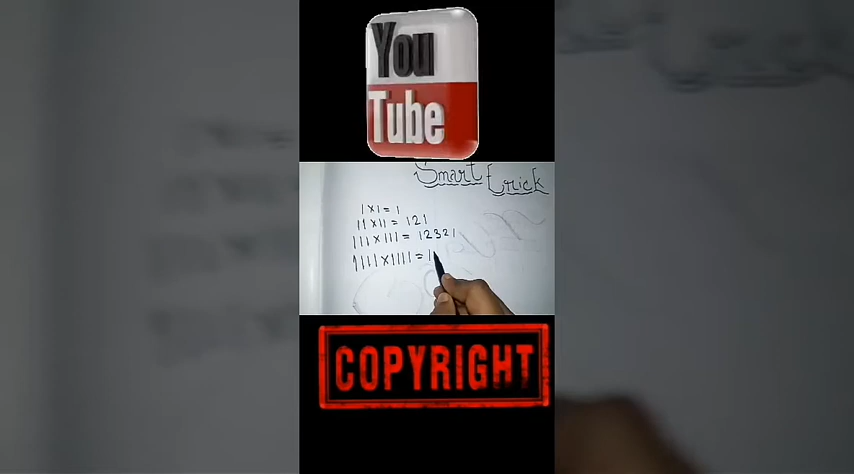 You
Tube
Smart
trick
1×1= 1
11×11 = 121
111×111 = 12321
1111×1111 = 1
COPYRIGHT